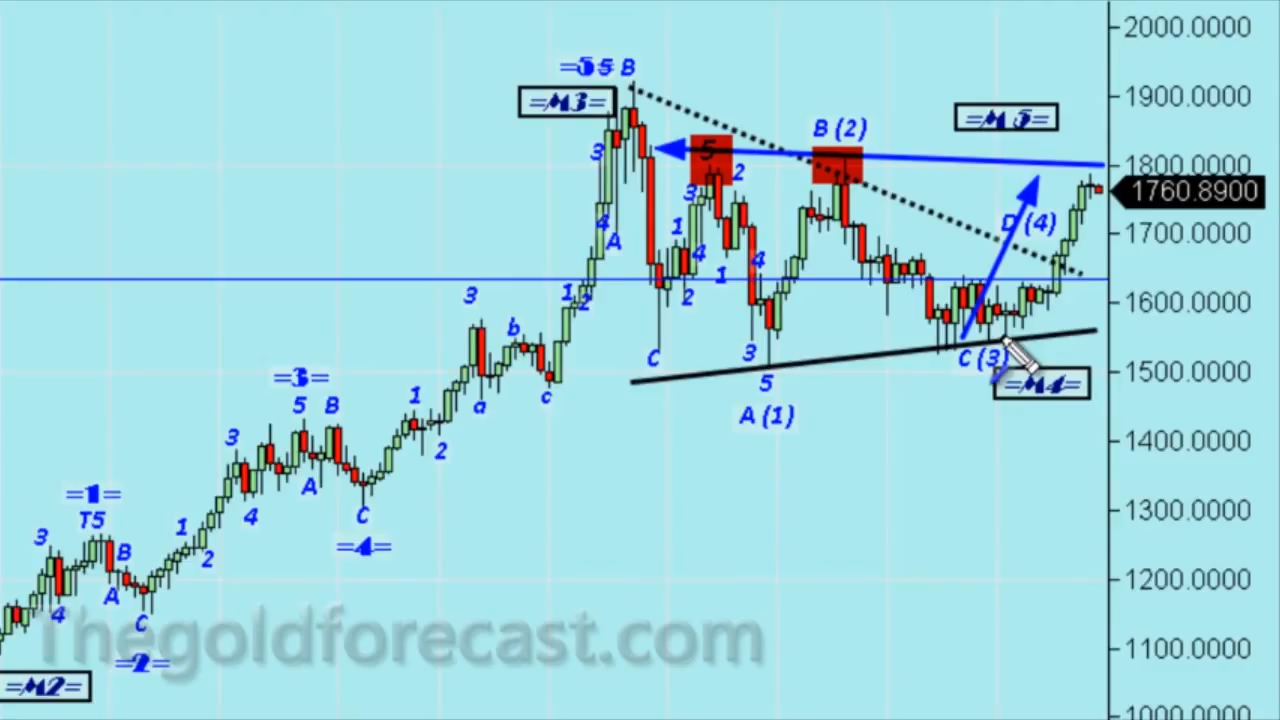 2000.0000
=5= 5 B
1900.0000
=M3=
=M5=
B (2)
3
5
2
1800.0000
3
1760.8900
4
A
1
4
1
4
D (4)
1700.0000
3
1
2
2
1600.0000
b
C
3
C (3)
=3=
a
c
5
=M4=
1500.0000
5
B
1
A (1)
3
2
1400.0000
A
=1=
4
C
1300.0000
T5
3
B
1
2
=4=
4
A
C
1200.0000
Thegoldforecast.com
=2=
1100.0000
=M2=
1000.0000